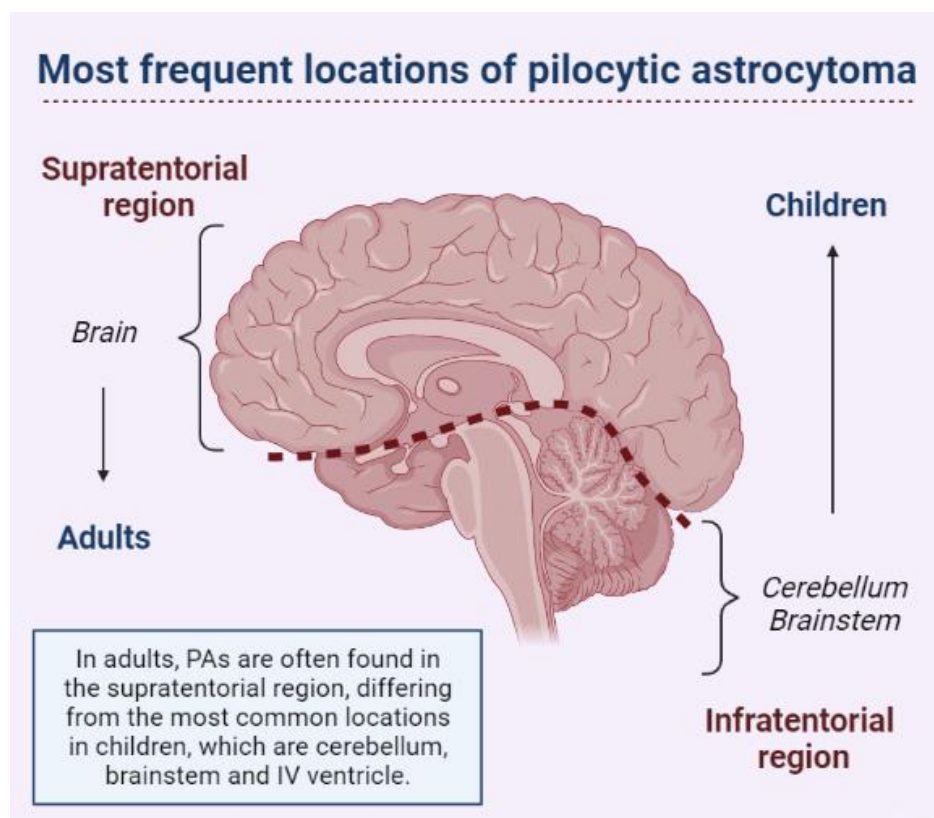 Most frequent locations of pilocytic astrocytoma
Supratentorial
region
Children
Brain
Adults
Cerebellum
Brainstem
In adults, PAs are often found in
the supratentorial region, differing
from the most common locations
in children, which are cerebellum,
brainstem and IV ventricle.
Infratentorial
region